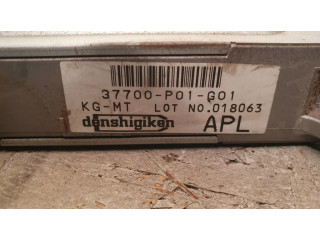 37700-P01-G01
KG-MT LOT NO.018063
denshigiken APL